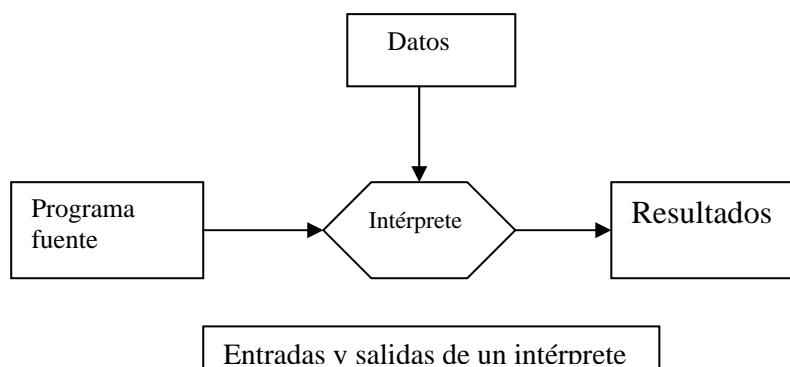 Datos
Programa
fuente
Intérprete
Resultados
Entradas y salidas de un intérprete